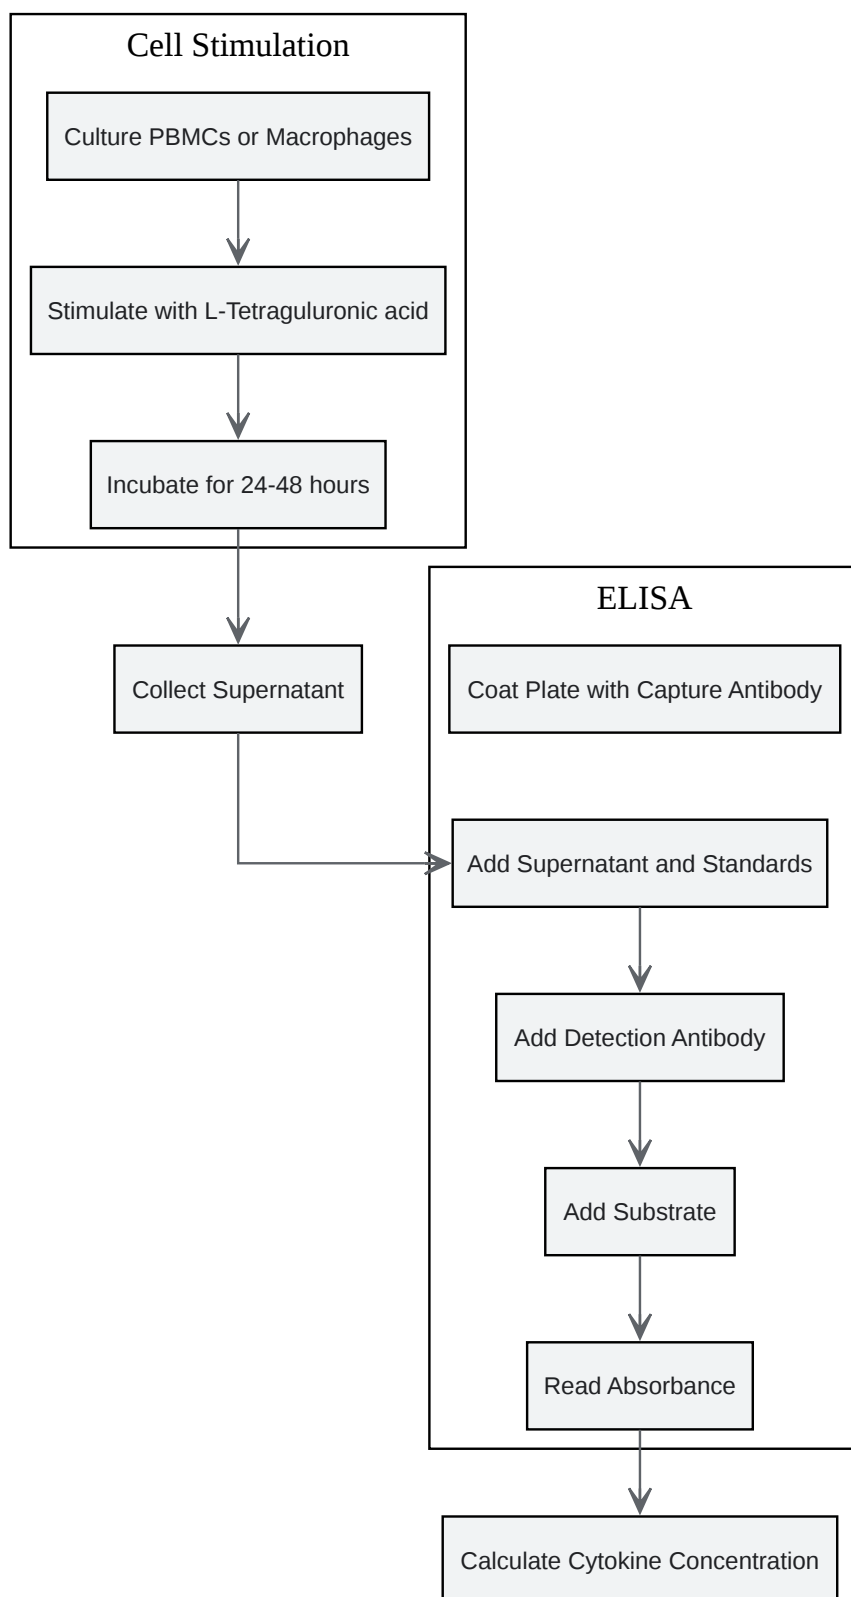 Cell Stimulation
Culture PBMCs or Macrophages
Stimulate with L-Tetraguluronic acid
Incubate for 24-48 hours
Collect Supernatant
ELISA
Coat Plate with Capture Antibody
Add Supernatant and Standards
Add Detection Antibody
Add Substrate
Read Absorbance
Calculate Cytokine Concentration